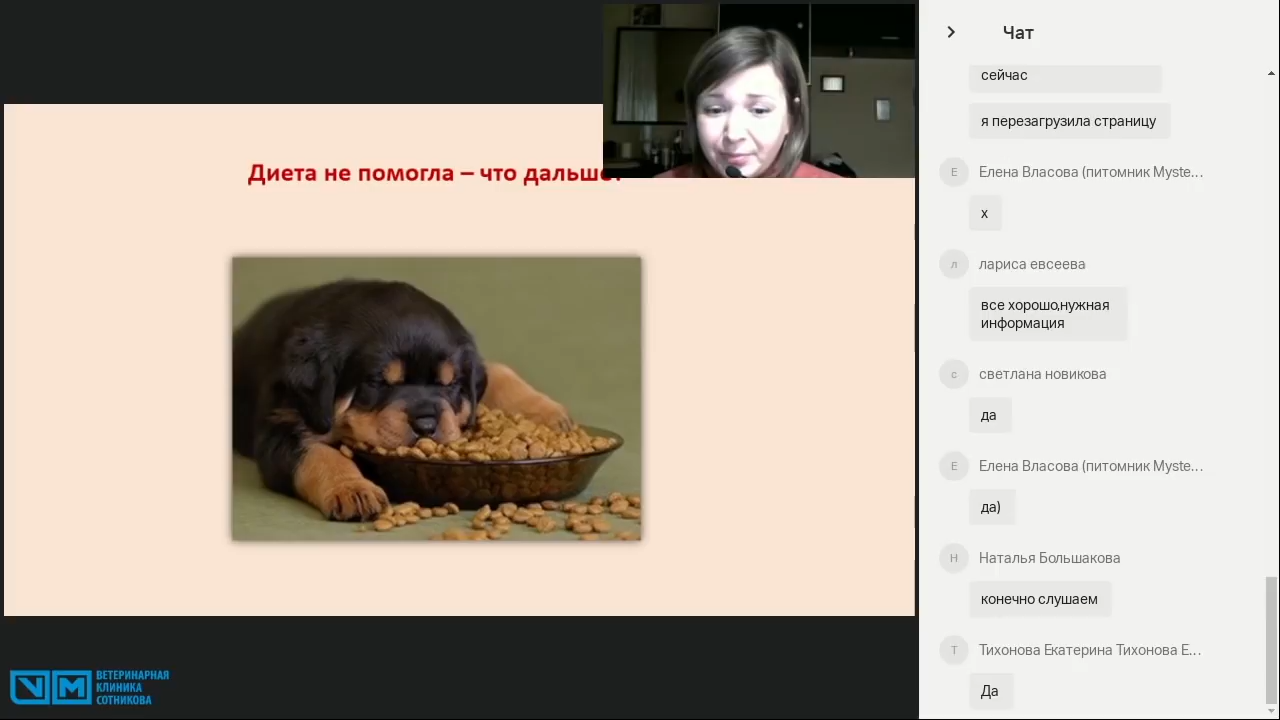 Диета не помогла – что дальше?
ВЕТЕРИНАРНАЯ
КЛИНИКА
СОТНИКОВА
Чат
сейчас
я перезагрузила страницу
Е
Елена Власова (питомник Myste...
х
л
лариса евсеева
все хорошо,нужная
информация
с
светлана новикова
да
Е
Елена Власова (питомник Myste...
да)
Н
Наталья Большакова
конечно слушаем
Т
Тихонова Екатерина Тихонова Е...
Да